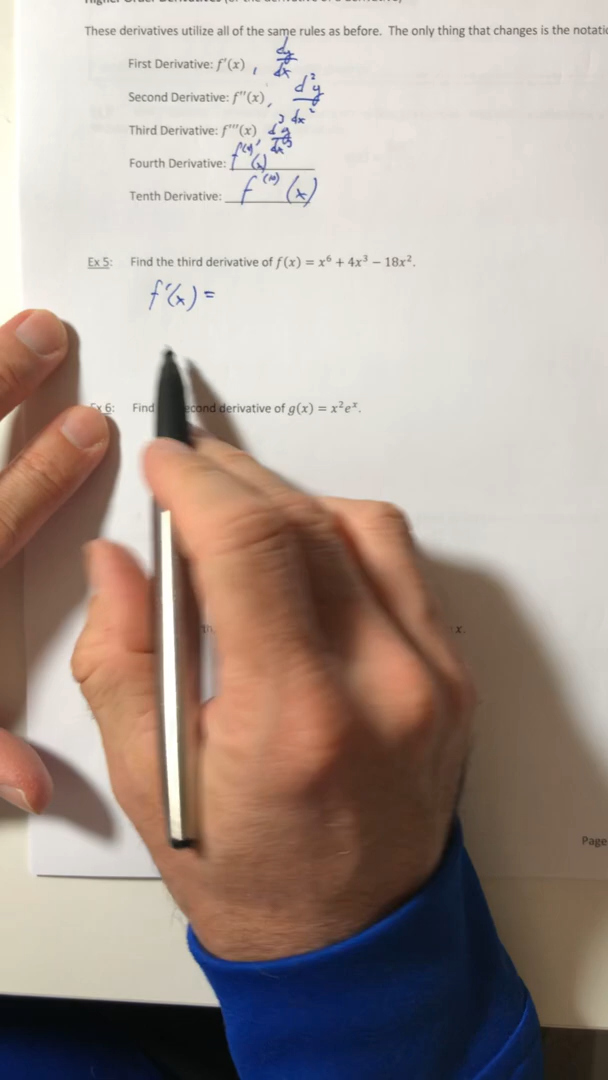 These derivatives utilize all of the same rules as before. The only thing that changes is the
First Derivative: f′(x) , dy/dx
Second Derivative: f′′(x) , d²y/dx²
Third Derivative: f′′′(x) , d³y/dx³
Fourth Derivative: f⁽⁴⁾(x)
Tenth Derivative: f⁽¹⁰⁾(x)
Ex 5: Find the third derivative of f(x) = x⁶ + 4x³ − 18x².
f′(x) =
Ex 6: Find derivative of g(x) = x²eˣ.
x.
Page